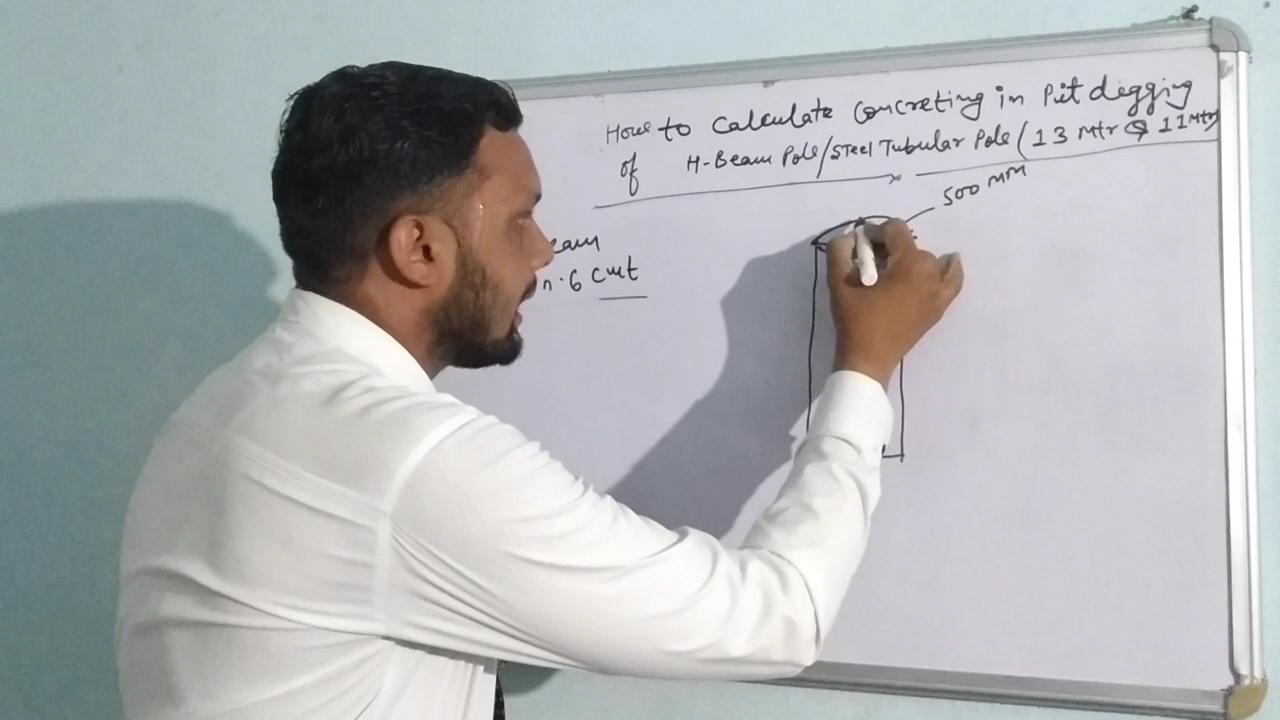 How to Calculate Concreting in Pit digging
of H-Beam Pole/Steel Tubular Pole (13 Mtr & 11 Mtr)
500 MM
eam
n.6 Cmt